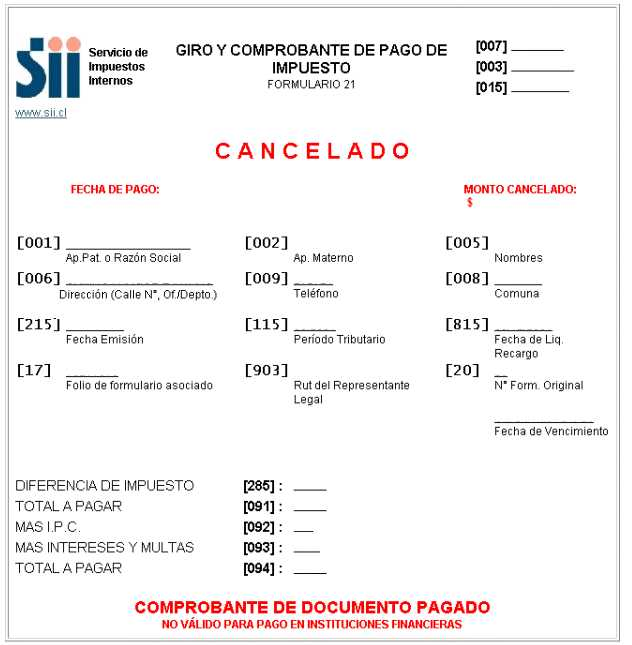 sii Servicio de
Impuestos
Internos
www.sii.cl
GIRO Y COMPROBANTE DE PAGO DE
IMPUESTO
FORMULARIO 21
[007]
[003]
[015]
CANCELADO
FECHA DE PAGO: MONTO CANCELADO:
$
[001] [002] [005]
Ap.Pat. o Razón Social Ap. Materno Nombres
[006] [009] [008]
Dirección (Calle N°, Of./Depto.) Teléfono Comuna
[215] [115] [815]
Fecha Emisión Período Tributario Fecha de Liq.
Recargo
[17] [903] [20]
Folio de formulario asociado Rut del Representante N° Form. Original
Legal
Fecha de Vencimiento
DIFERENCIA DE IMPUESTO [285] :
TOTAL A PAGAR [091] :
MAS I.P.C. [092] :
MAS INTERESES Y MULTAS [093] :
TOTAL A PAGAR [094] :
COMPROBANTE DE DOCUMENTO PAGADO
NO VÁLIDO PARA PAGO EN INSTITUCIONES FINANCIERAS